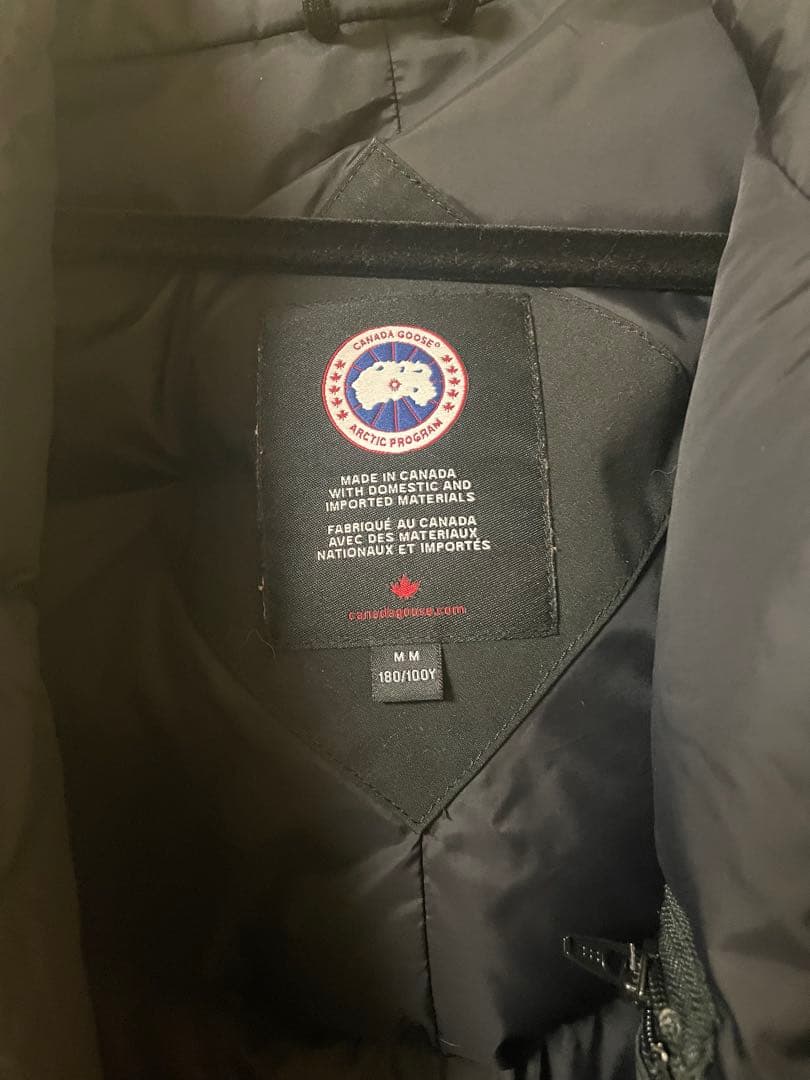 CANADA GOOSE®
ARCTIC PROGRAM
MADE IN CANADA
WITH DOMESTIC AND
IMPORTED MATERIALS
FABRIQUÉ AU CANADA
AVEC DES MATERIAUX
NATIONAUX ET IMPORTÉS
canadagoose.com
M M
180/100Y